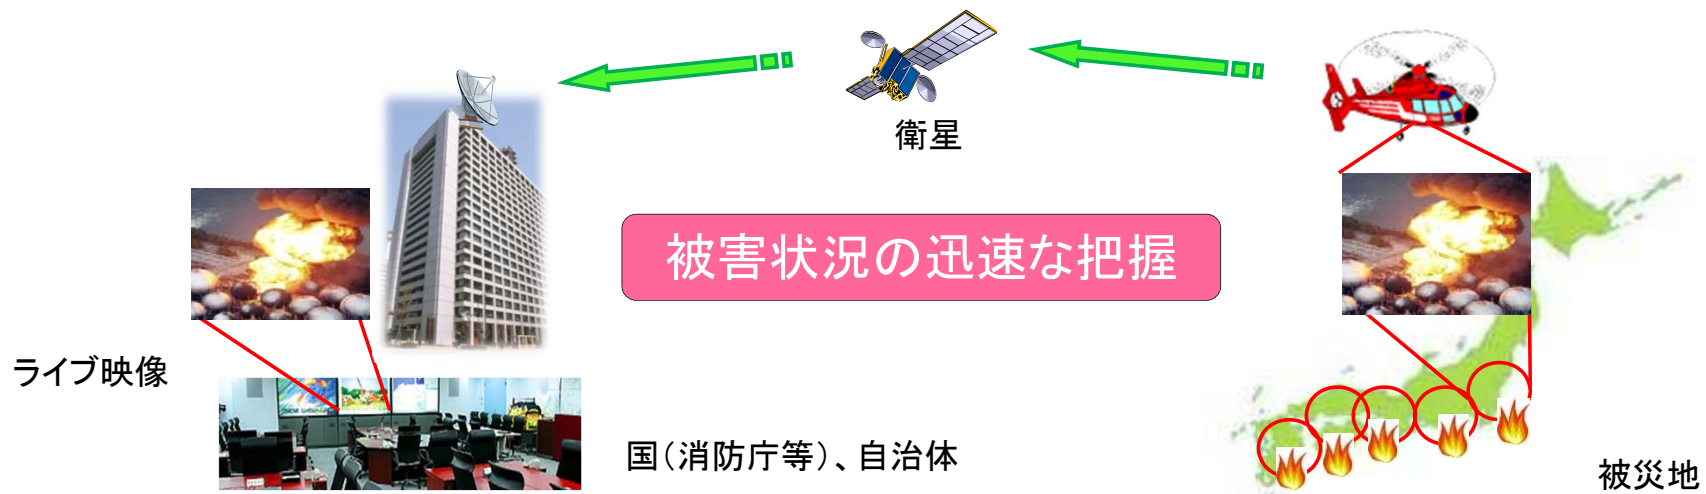 衛星
被害状況の迅速な把握
ライブ映像
国(消防庁等)、自治体
被災地